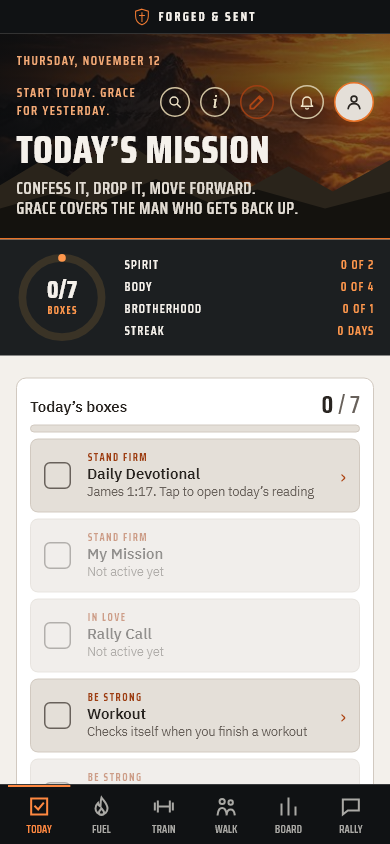 FORGED & SENT
THURSDAY, NOVEMBER 12
START TODAY. GRACE
FOR YESTERDAY.
i
TODAY’S MISSION
CONFESS IT, DROP IT, MOVE FORWARD.
GRACE COVERS THE MAN WHO GETS BACK UP.
0/7
BOXES
SPIRIT 0 OF 2
BODY 0 OF 4
BROTHERHOOD 0 OF 1
STREAK 0 DAYS
Today’s boxes 0 / 7
STAND FIRM
Daily Devotional
James 1:17. Tap to open today’s reading
STAND FIRM
My Mission
Not active yet
IN LOVE
Rally Call
Not active yet
BE STRONG
Workout
Checks itself when you finish a workout
BE STRONG
TODAY FUEL TRAIN WALK BOARD RALLY